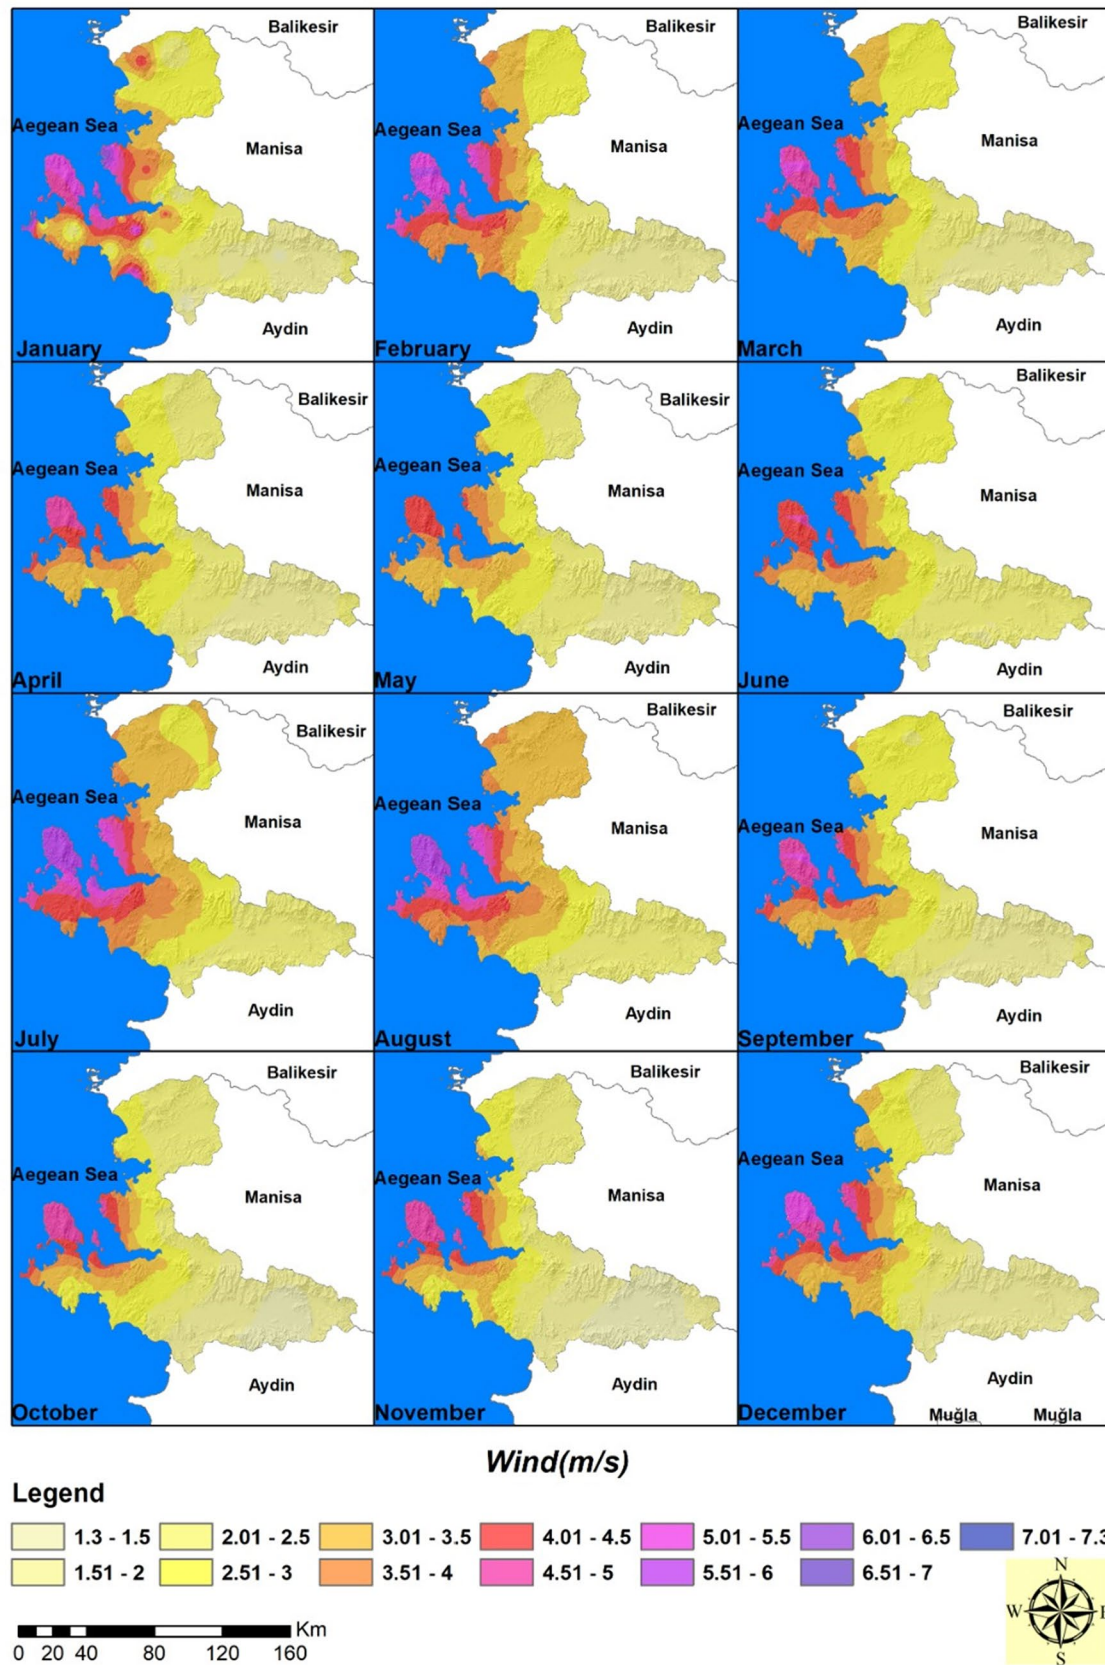 Balikesir
Aegean Sea
Manisa
Aydin
January
Balikesir
Aegean Sea
Manisa
Aydin
February
Balikesir
Aegean Sea
Manisa
Aydin
March
Balikesir
Aegean Sea
Manisa
Aydin
April
Balikesir
Aegean Sea
Manisa
Aydin
May
Balikesir
Aegean Sea
Manisa
Aydin
June
Balikesir
Aegean Sea
Manisa
Aydin
July
Balikesir
Aegean Sea
Manisa
Aydin
August
Balikesir
Aegean Sea
Manisa
Aydin
September
Balikesir
Aegean Sea
Manisa
Aydin
October
Balikesir
Aegean Sea
Manisa
Aydin
November
Balikesir
Aegean Sea
Manisa
Aydin
December Muğla Muğla
Wind(m/s)
Legend
1.3 - 1.5 2.01 - 2.5 3.01 - 3.5 4.01 - 4.5 5.01 - 5.5 6.01 - 6.5 7.01 - 7.3
1.51 - 2 2.51 - 3 3.51 - 4 4.51 - 5 5.51 - 6 6.51 - 7
N
W E
S
Km
0 20 40 80 120 160